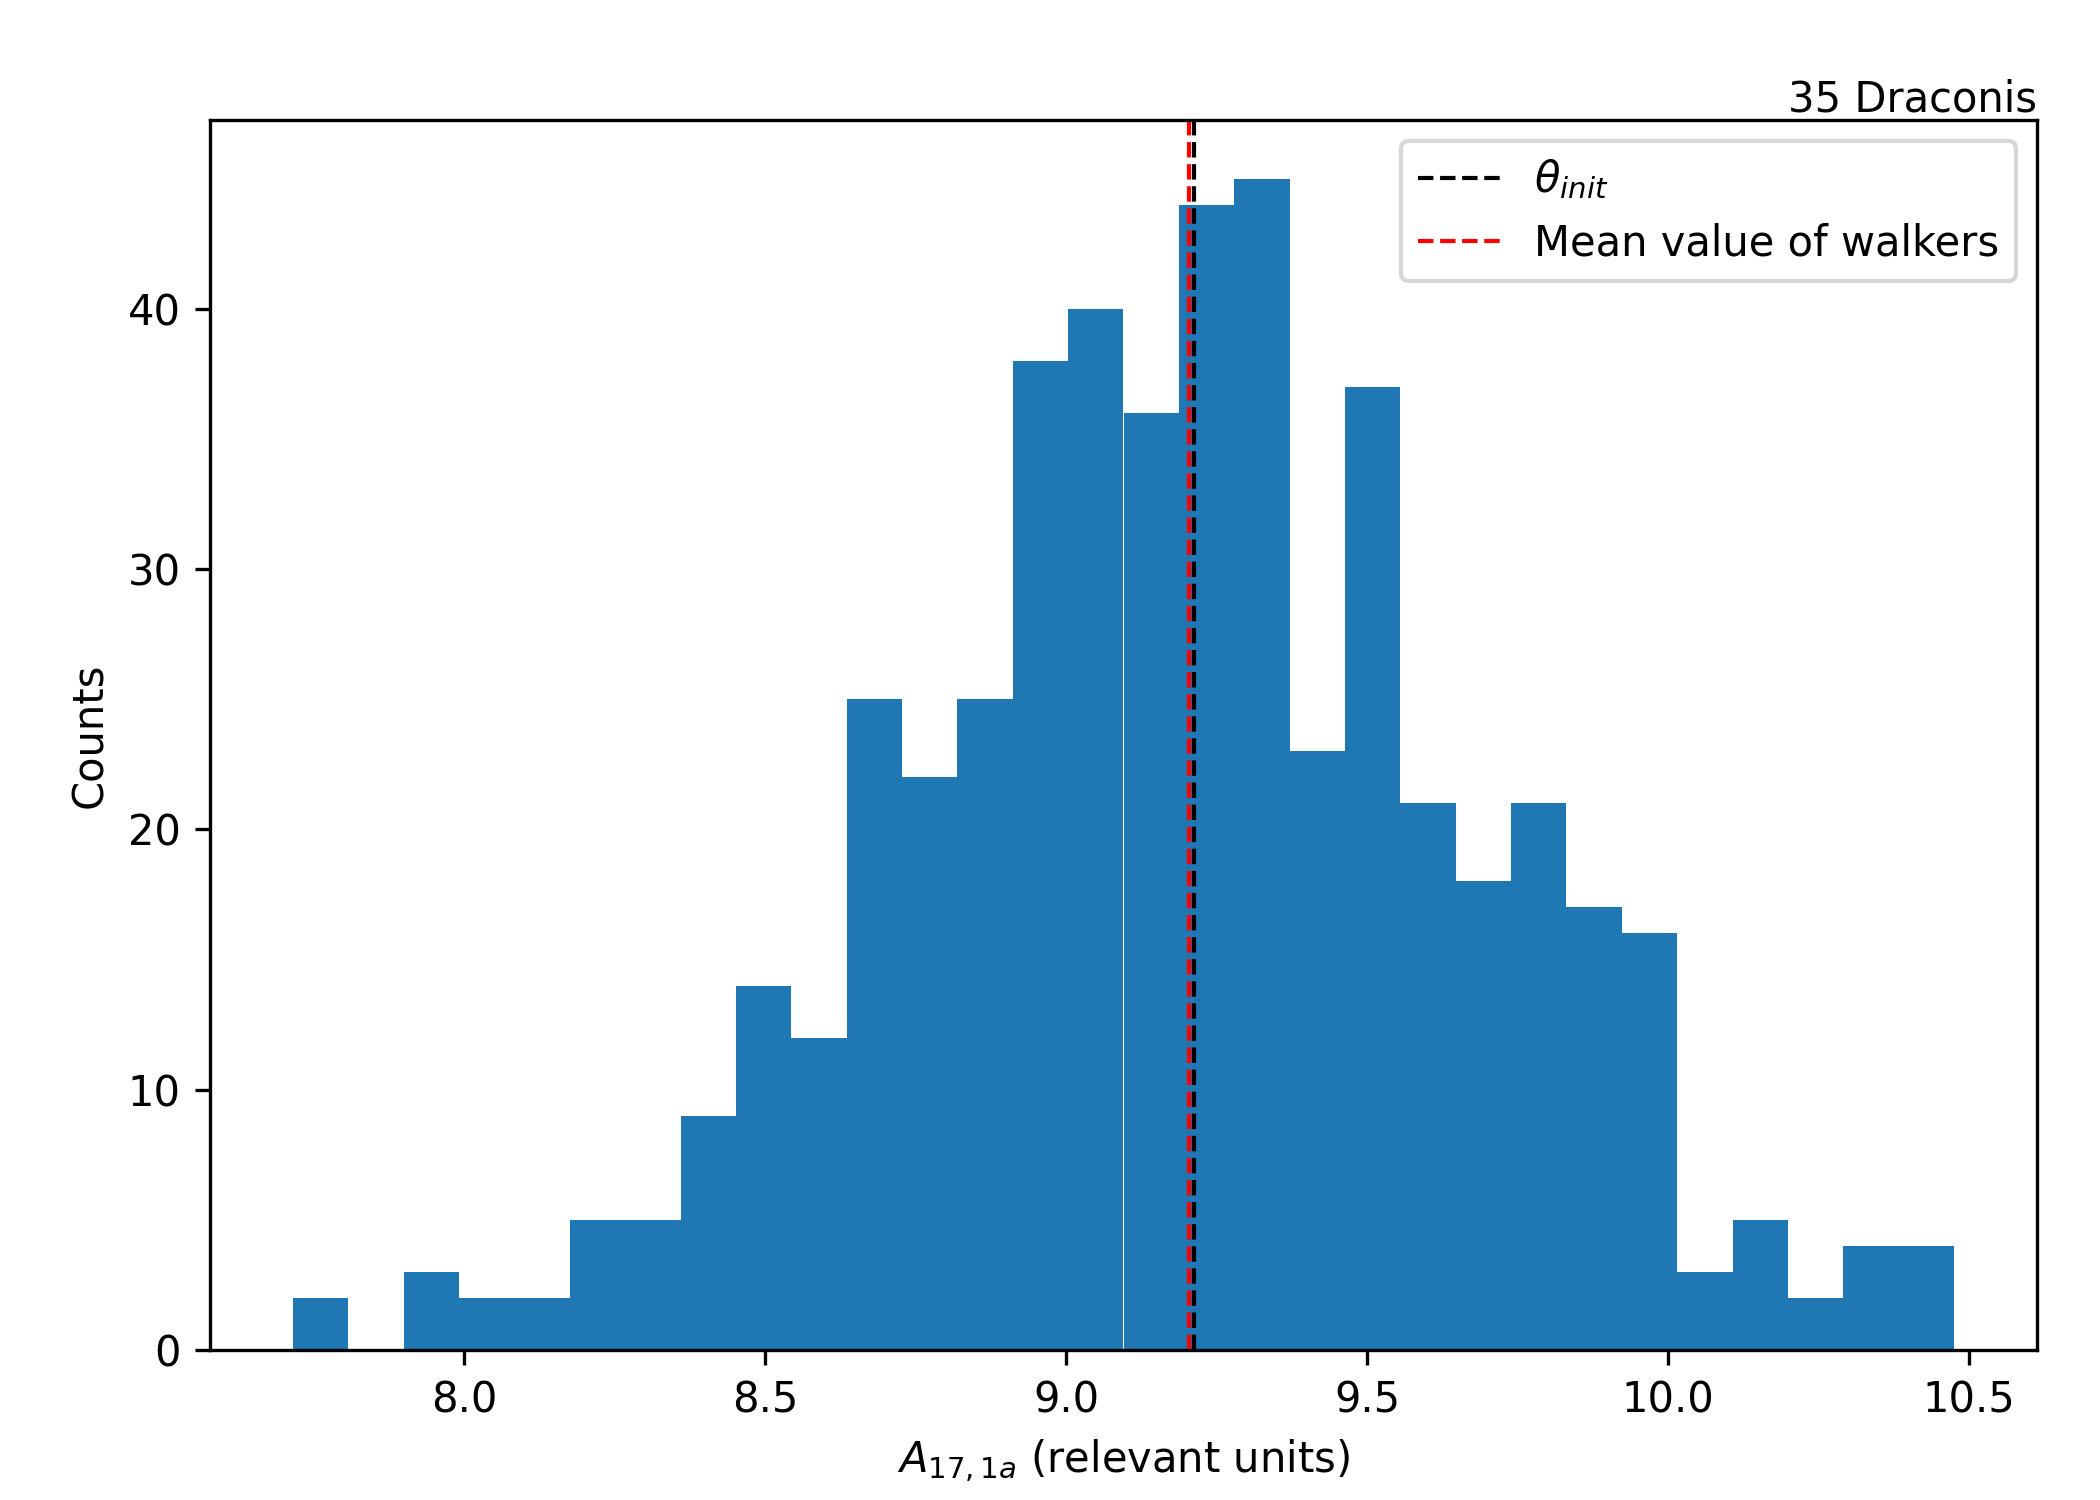 35 Draconis
θinit
Mean value of walkers
Counts
40
30
20
10
0
8.0 8.5 9.0 9.5 10.0 10.5
A17,1a (relevant units)